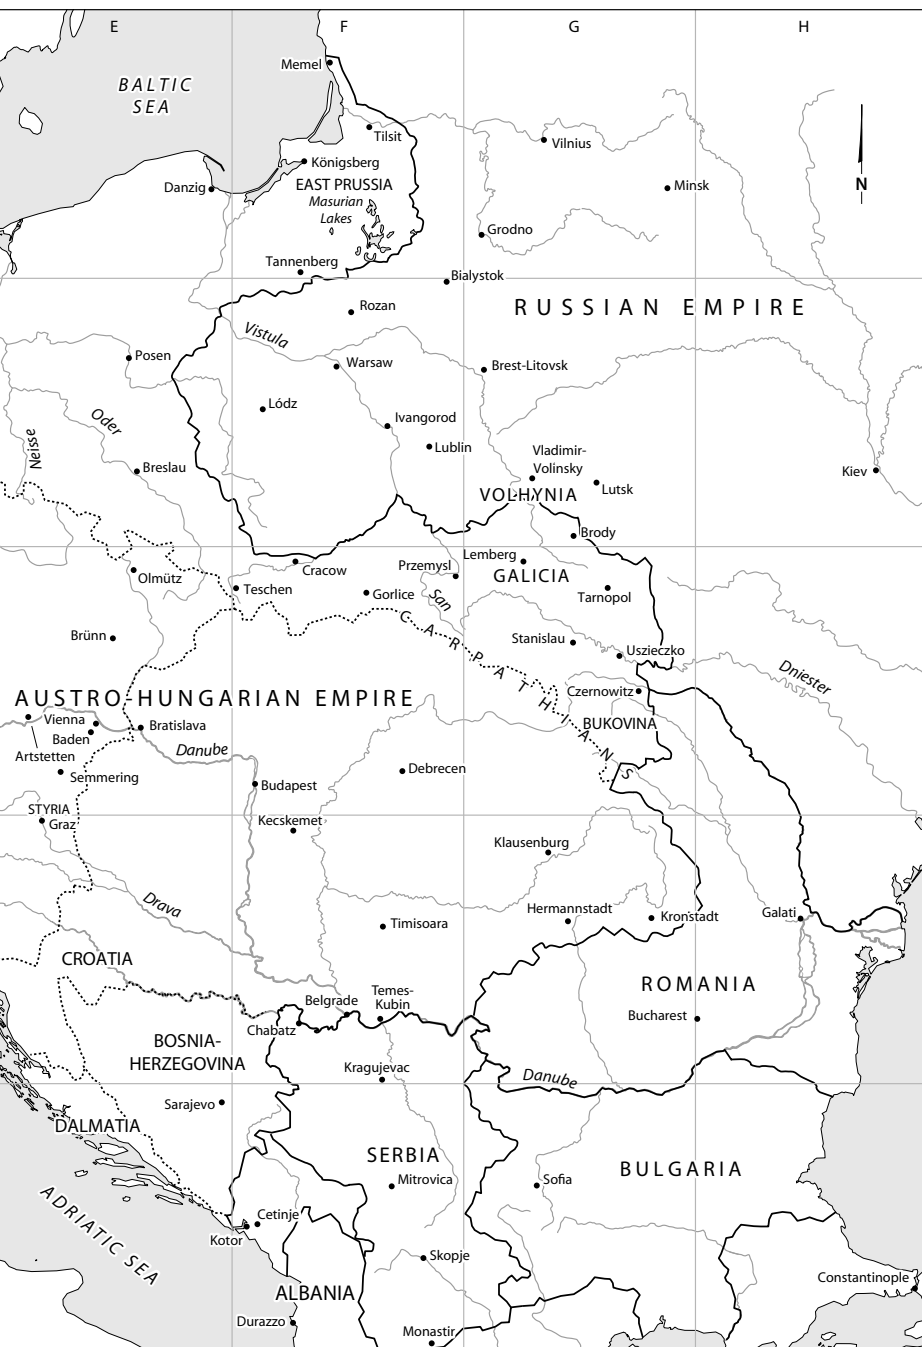 E
F
G
H
BALTIC
SEA
Memel
Tilsit
Vilnius
Königsberg
Minsk
Danzig
EAST PRUSSIA
Masurian
Lakes
N
Grodno
Tannenberg
Bialystok
Rozan
RUSSIAN EMPIRE
Vistula
Posen
Warsaw
Brest-Litovsk
Lódz
Oder
Ivangorod
Neisse
Lublin
Vladimir-
Volinsky
Breslau
Kiev
Lutsk
VOLHYNIA
Brody
Lemberg
Przemysl
Cracow
GALICIA
Olmütz
Teschen
Gorlice
San
Tarnopol
CARPATHIANS
Brünn
Stanislau
Uszieczko
Dniester
AUSTRO-HUNGARIAN EMPIRE
Czernowitz
Vienna
Bratislava
BUKOVINA
Baden
Danube
Artstetten
Semmering
Debrecen
Budapest
STYRIA
Graz
Kecskemet
Klausenburg
Drava
Hermannstadt
Kronstadt
Galati
Timisoara
CROATIA
ROMANIA
Temes-
Kubin
Belgrade
Bucharest
Chabatz
BOSNIA-
HERZEGOVINA
Kragujevac
Danube
Sarajevo
DALMATIA
SERBIA
BULGARIA
Mitrovica
Sofia
ADRIATIC SEA
Cetinje
Kotor
Skopje
Constantinople
ALBANIA
Durazzo
Monastir